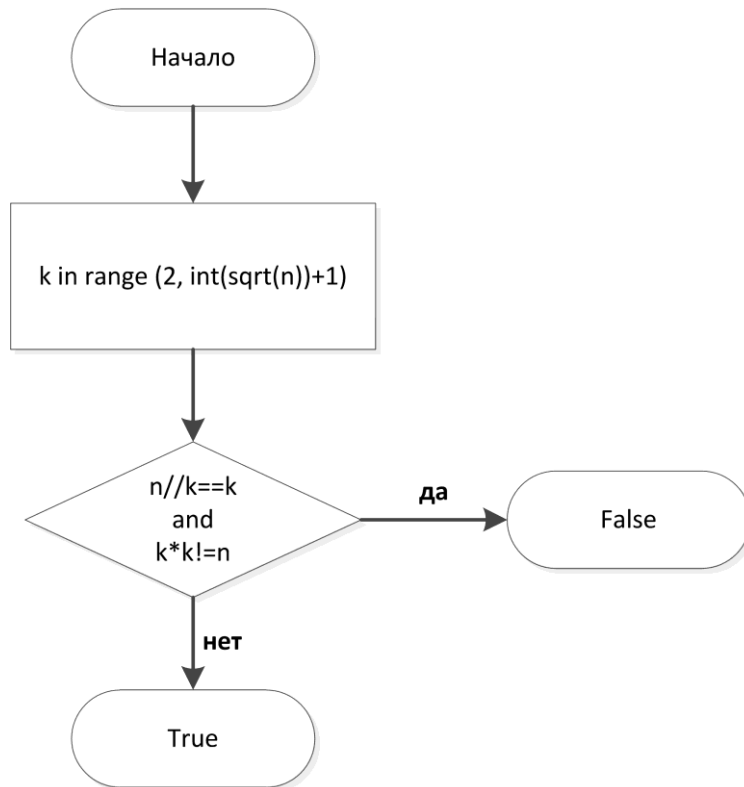 Начало
k in range (2, int(sqrt(n))+1)
n//k==k
and
k*k!=n
да
False
нет
True